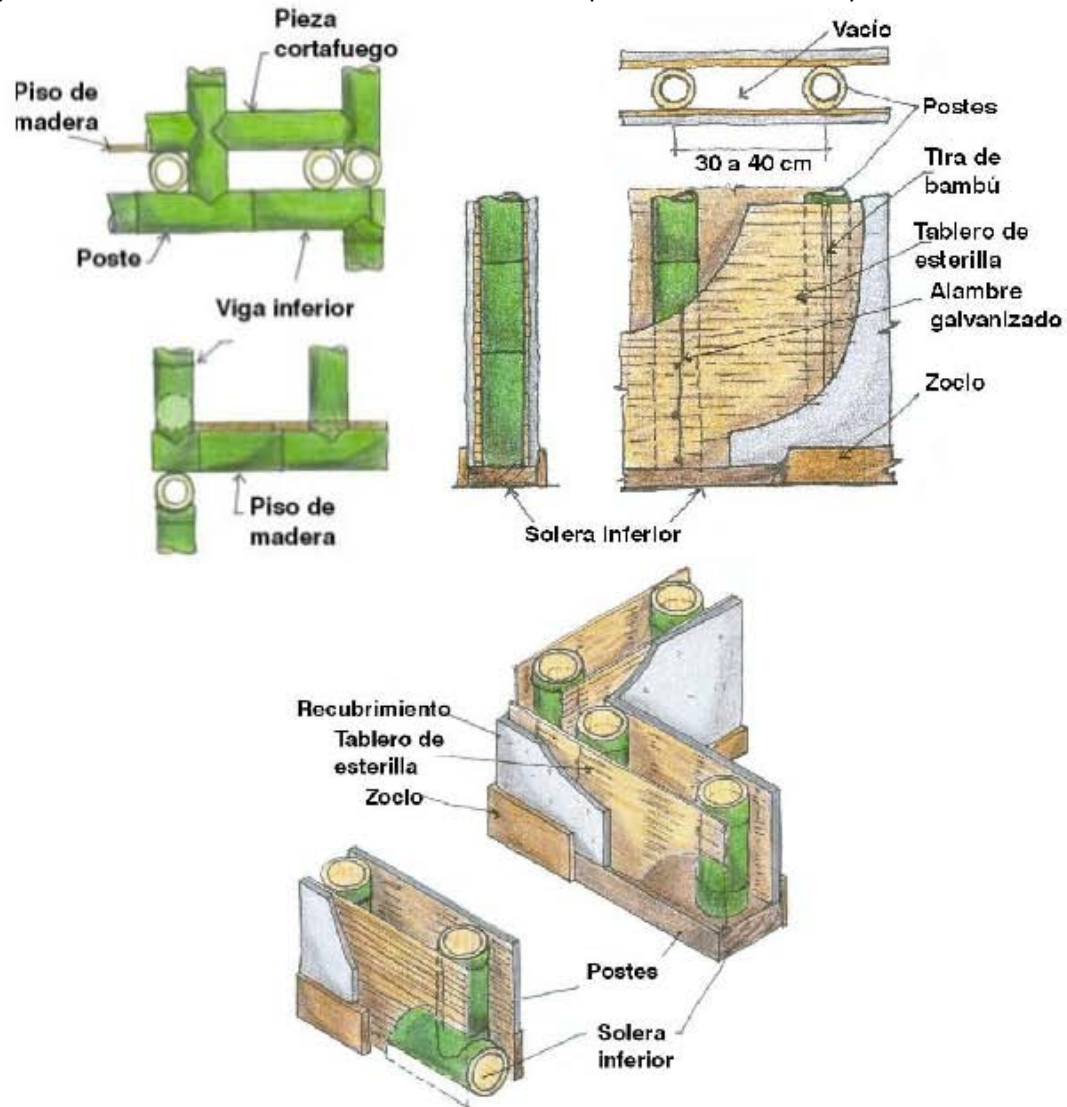 Pieza
cortafuego
Piso de
madera
Poste
Viga inferior
Piso de
madera
Vacío
Postes
30 a 40 cm
Tira de
bambú
Tablero de
esterilla
Alambre
galvanizado
Zoclo
Solera inferior
Recubrimiento
Tablero de
esterilla
Zoclo
Postes
Solera
inferior